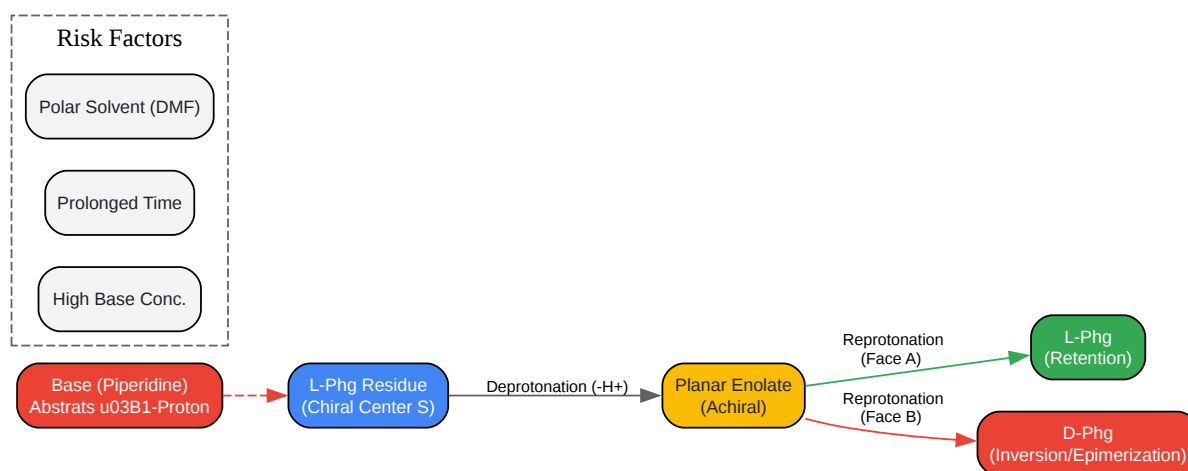 Risk Factors
Polar Solvent (DMF)
Prolonged Time
High Base Conc.
Base (Piperidine)
Abstrats u03B1-Proton
L-Phg Residue
(Chiral Center S)
Deprotonation (-H+)
Planar Enolate
(Achiral)
Reprotonation
(Face A)
L-Phg
(Retention)
Reprotonation
(Face B)
D-Phg
(Inversion/Epimerization)